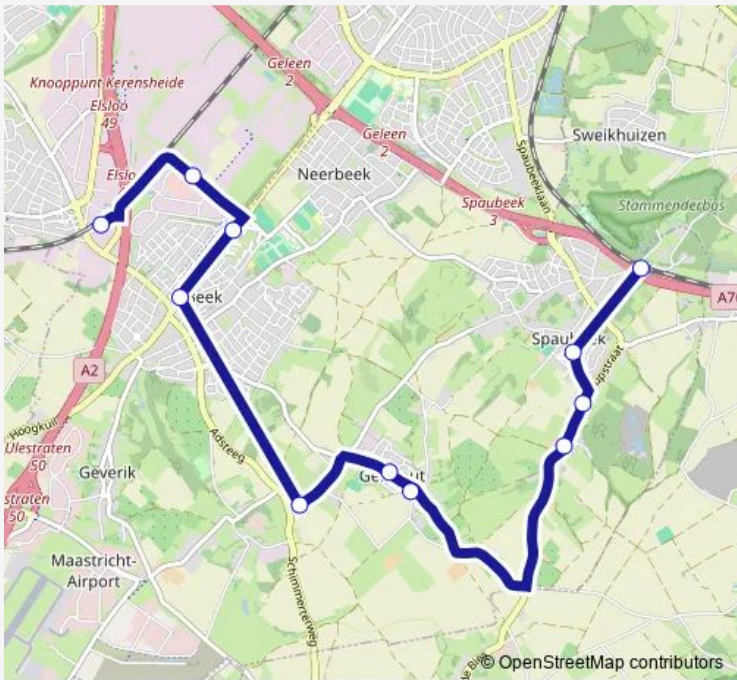 Geleen
2
Knooppunt Kerensheide
Elsloo
49
Geleen
2
Spaubeeklaan
Sweikhuizen
Elslo
Neerbeek
Spaubeek
3
Stammenderbos
A76
Spaubeek
A2
Hoogkuil
Adsteeg
Ulestraten
50
Geverik
straten
50
Maastricht-
Airport
Schimmerterweg
© OpenStreetMap contributors